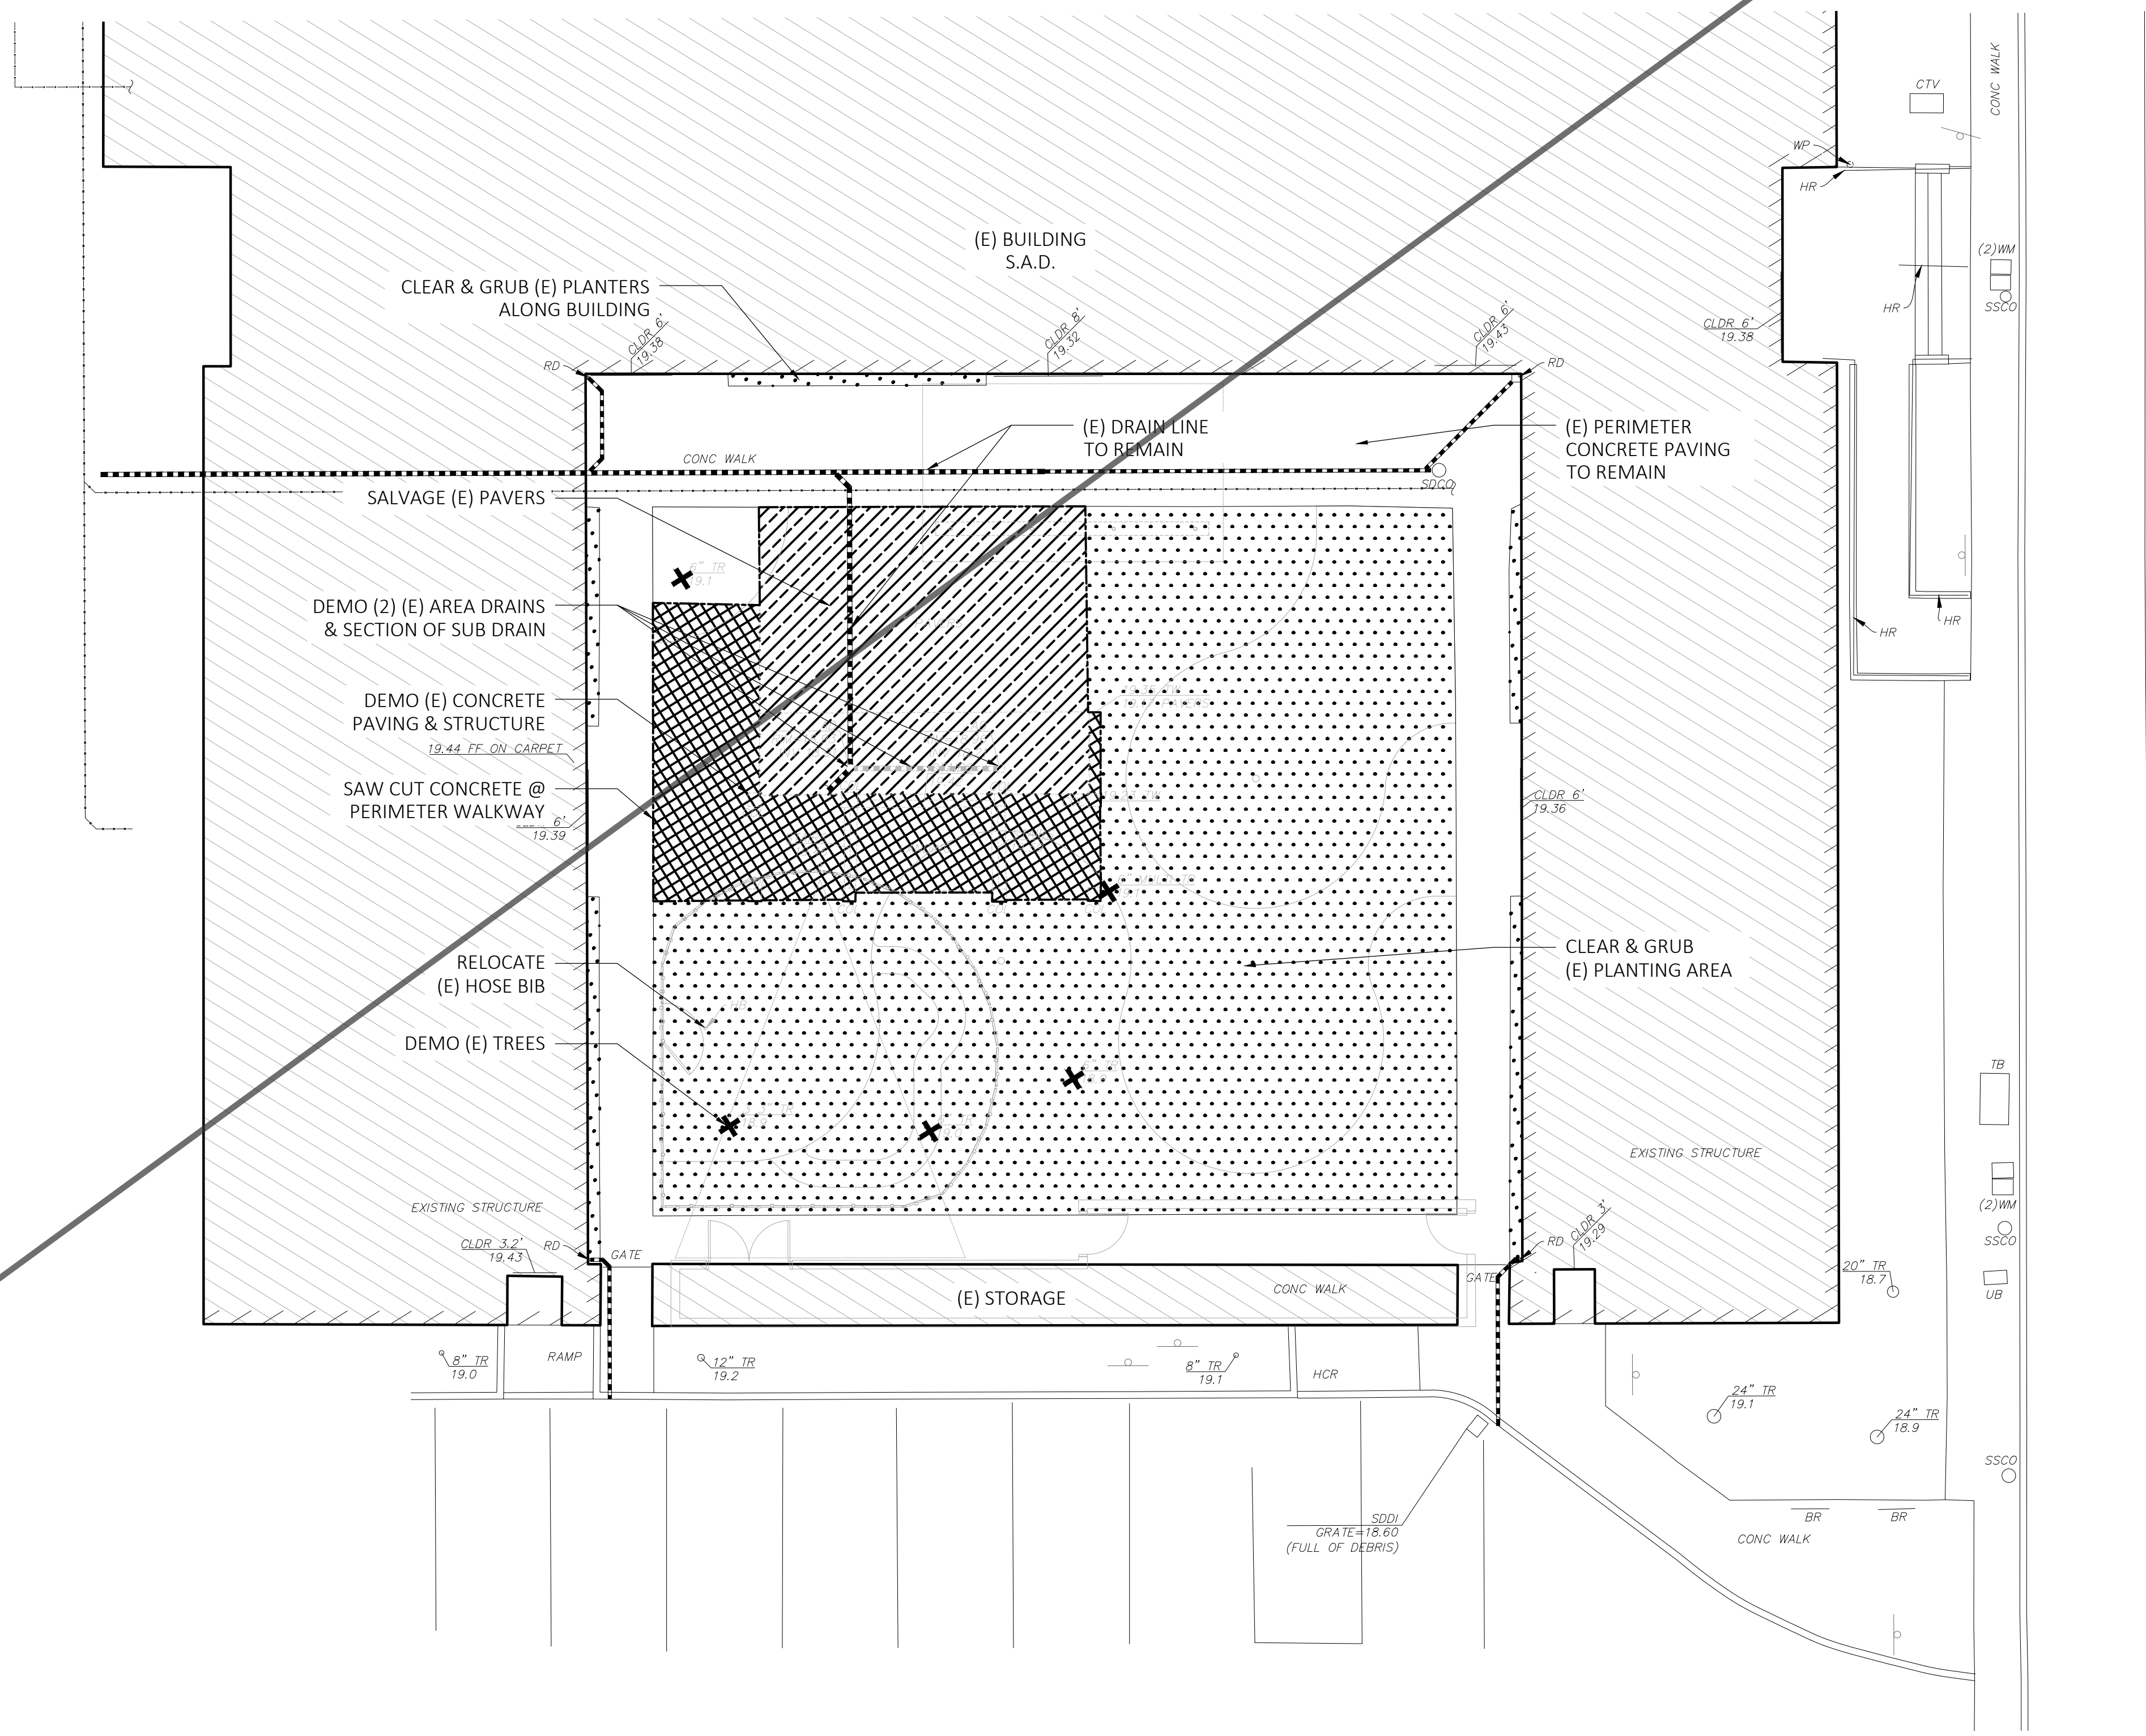 CONC WALK
CTV
WP
HR
(E) BUILDING
S.A.D.
(2)WM
SSCO
HR
CLEAR & GRUB (E) PLANTERS
ALONG BUILDING
CLDR 6'
19.38
CLDR 8'
19.32
CLDR 6'
19.43
CLDR 6'
19.38
RD
RD
(E) DRAIN LINE
TO REMAIN
(E) PERIMETER
CONCRETE PAVING
TO REMAIN
CONC WALK
SDCO
SALVAGE (E) PAVERS
6" TR
19.1
DEMO (2) (E) AREA DRAINS
& SECTION OF SUB DRAIN
HR
HR
DEMO (E) CONCRETE
PAVING & STRUCTURE
19.44 FF ON CARPET
SAW CUT CONCRETE @
PERIMETER WALKWAY
6'
19.39
CLDR 6'
19.36
RELOCATE
(E) HOSE BIB
CLEAR & GRUB
(E) PLANTING AREA
DEMO (E) TREES
TB
EXISTING STRUCTURE
EXISTING STRUCTURE
(2)WM
SSCO
CLDR 3.2'
19.43
RD
GATE
RD
CLDR 3'
19.29
GATE
CONC WALK
(E) STORAGE
20" TR
18.7
UB
8" TR
19.0
RAMP
12" TR
19.2
8" TR
19.1
HCR
24" TR
19.1
24" TR
18.9
SSCO
SDDI
GRATE=18.60
(FULL OF DEBRIS)
BR
BR
CONC WALK